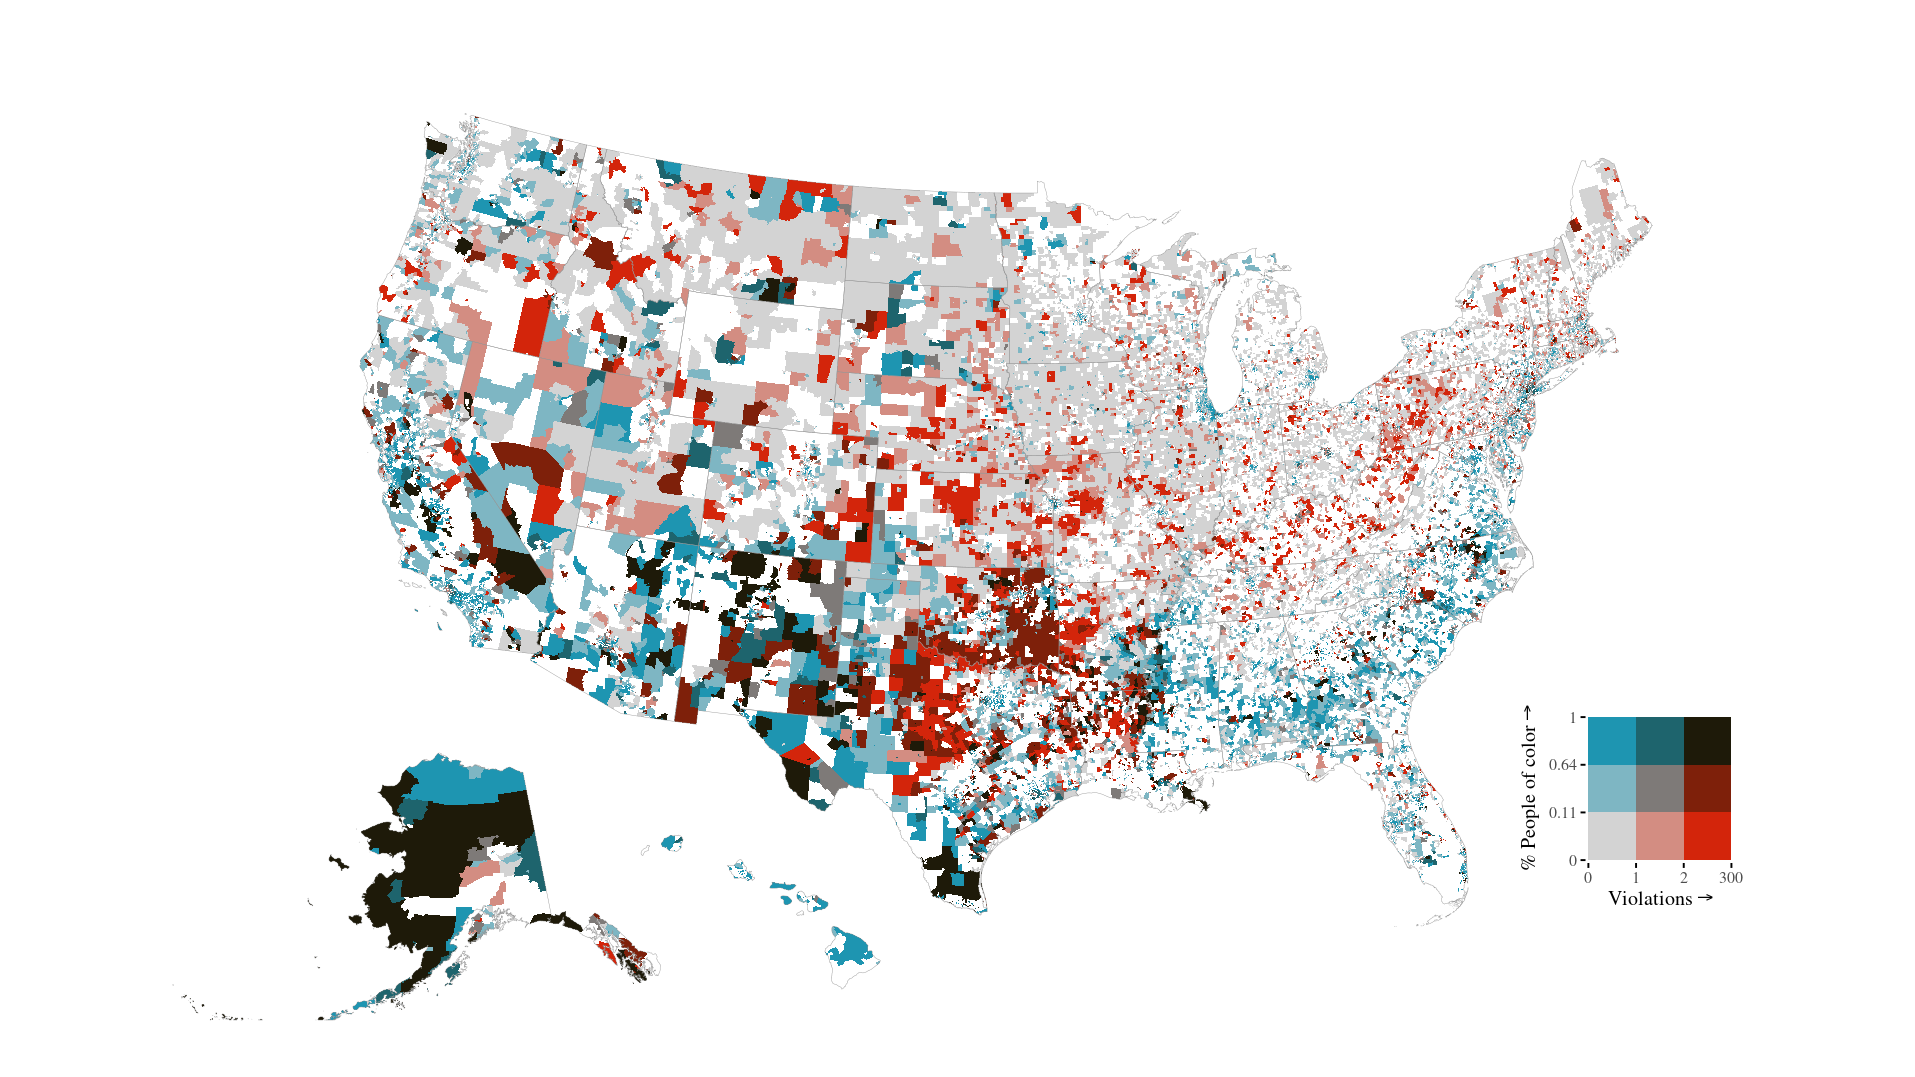 % People of color →
1
0.64
0.11
0
0 1 2 300
Violations →